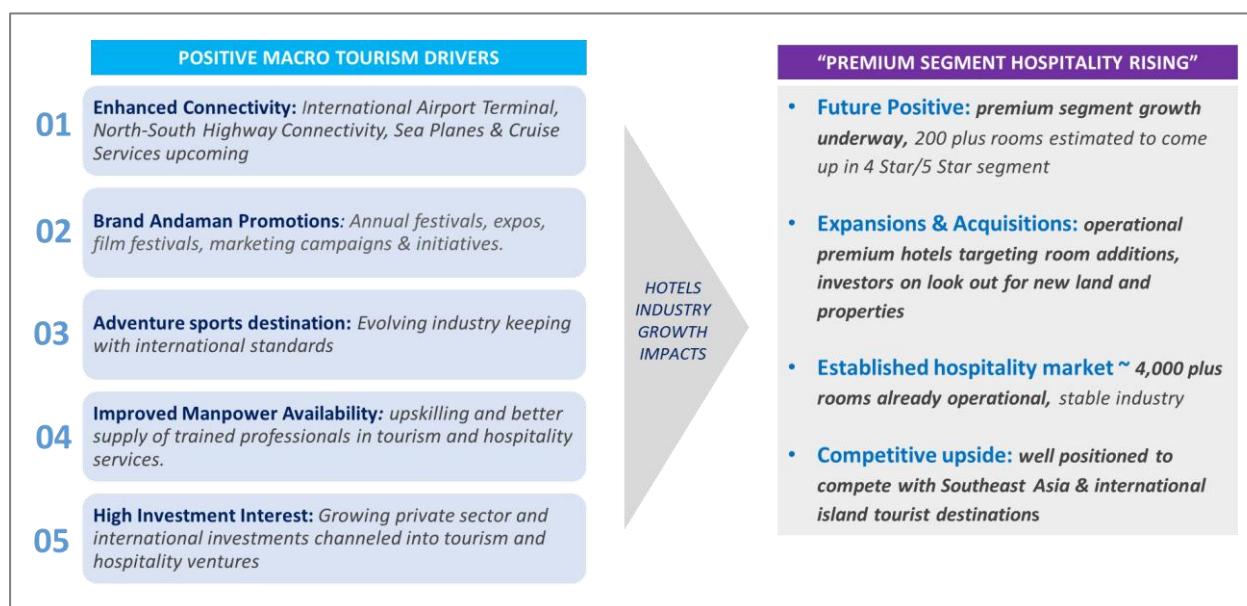 POSITIVE MACRO TOURISM DRIVERS
01
Enhanced Connectivity: International Airport Terminal,
North-South Highway Connectivity, Sea Planes & Cruise
Services upcoming
02
Brand Andaman Promotions: Annual festivals, expos,
film festivals, marketing campaigns & initiatives.
03
Adventure sports destination: Evolving industry keeping
with international standards
04
Improved Manpower Availability: upskilling and better
supply of trained professionals in tourism and hospitality
services.
05
High Investment Interest: Growing private sector and
international investments channeled into tourism and
hospitality ventures
HOTELS
INDUSTRY
GROWTH
IMPACTS
“PREMIUM SEGMENT HOSPITALITY RISING”
• Future Positive: premium segment growth
underway, 200 plus rooms estimated to come
up in 4 Star/5 Star segment
• Expansions & Acquisitions: operational
premium hotels targeting room additions,
investors on look out for new land and
properties
• Established hospitality market ~ 4,000 plus
rooms already operational, stable industry
• Competitive upside: well positioned to
compete with Southeast Asia & international
island tourist destinations